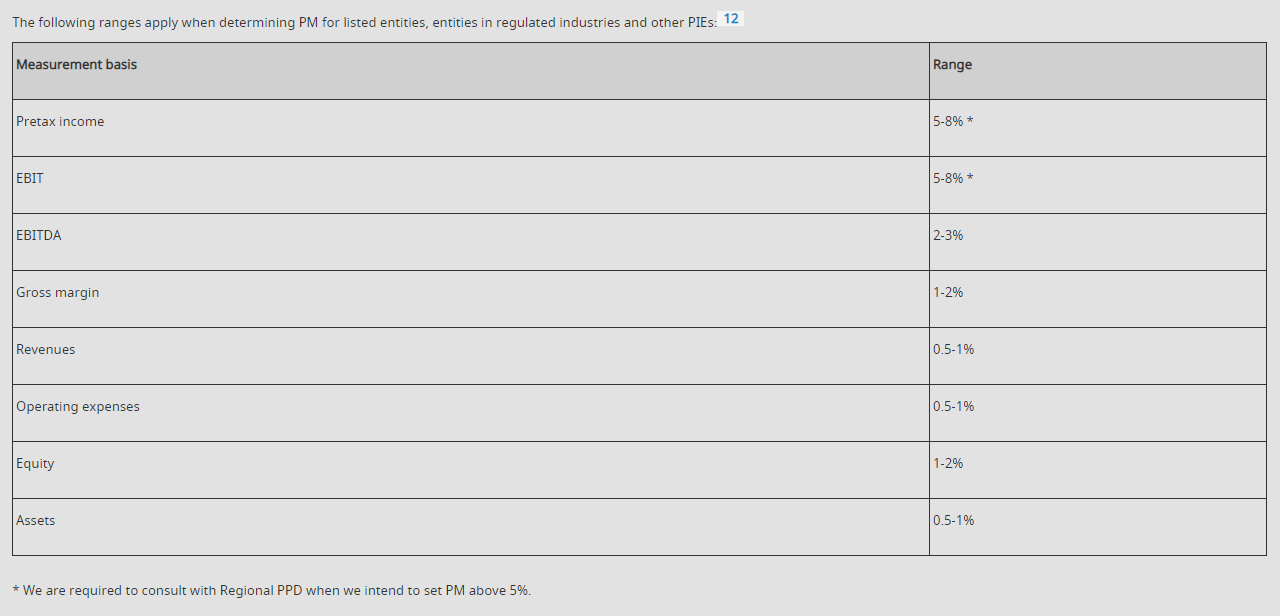 The following ranges apply when determining PM for listed entities, entities in regulated industries and other PIEs: 12
Measurement basis Range
Pretax income 5-8% *
EBIT 5-8% *
EBITDA 2-3%
Gross margin 1-2%
Revenues 0.5-1%
Operating expenses 0.5-1%
Equity 1-2%
Assets 0.5-1%
* We are required to consult with Regional PPD when we intend to set PM above 5%.